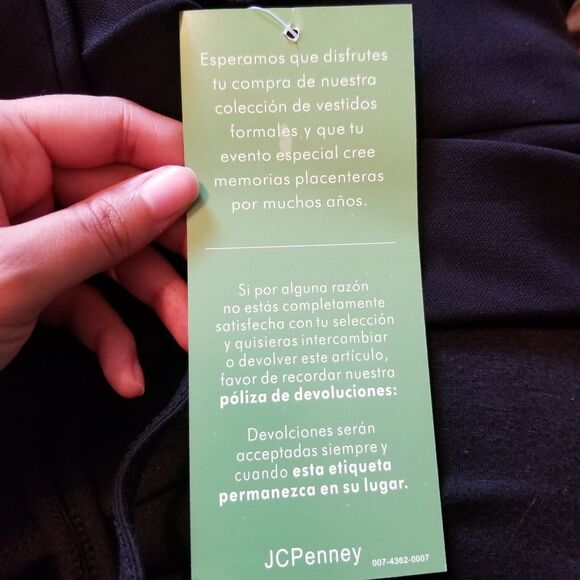 Esperamos que disfrutes
tu compra de nuestra
colección de vestidos
formales y que tu
evento especial cree
memorias placenteras
por muchos años.
Si por alguna razón
no estás completamente
satisfecha con tu selección
y quisieras intercambiar
o devolver este artículo,
favor de recordar nuestra
póliza de devoluciones:
Devolciones serán
acceptadas siempre y
cuando esta etiqueta
permanezca en su lugar.
JCPenney 007-4362-0007